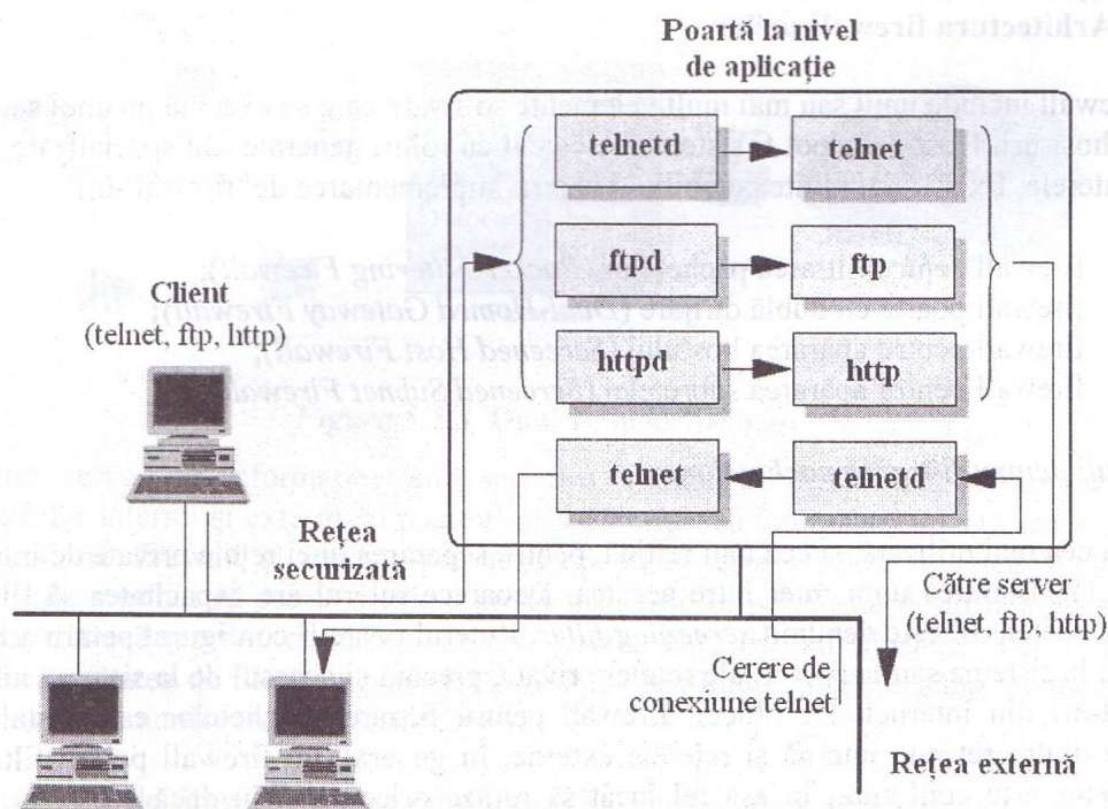 Poartă la nivel
de aplicație
telnetd
telnet
ftpd
ftp
httpd
http
telnet
telnetd
Client
(telnet, ftp, http)
Rețea
securizată
Către server
(telnet, ftp, http)
Cerere de
conexiune telnet
Rețea externă